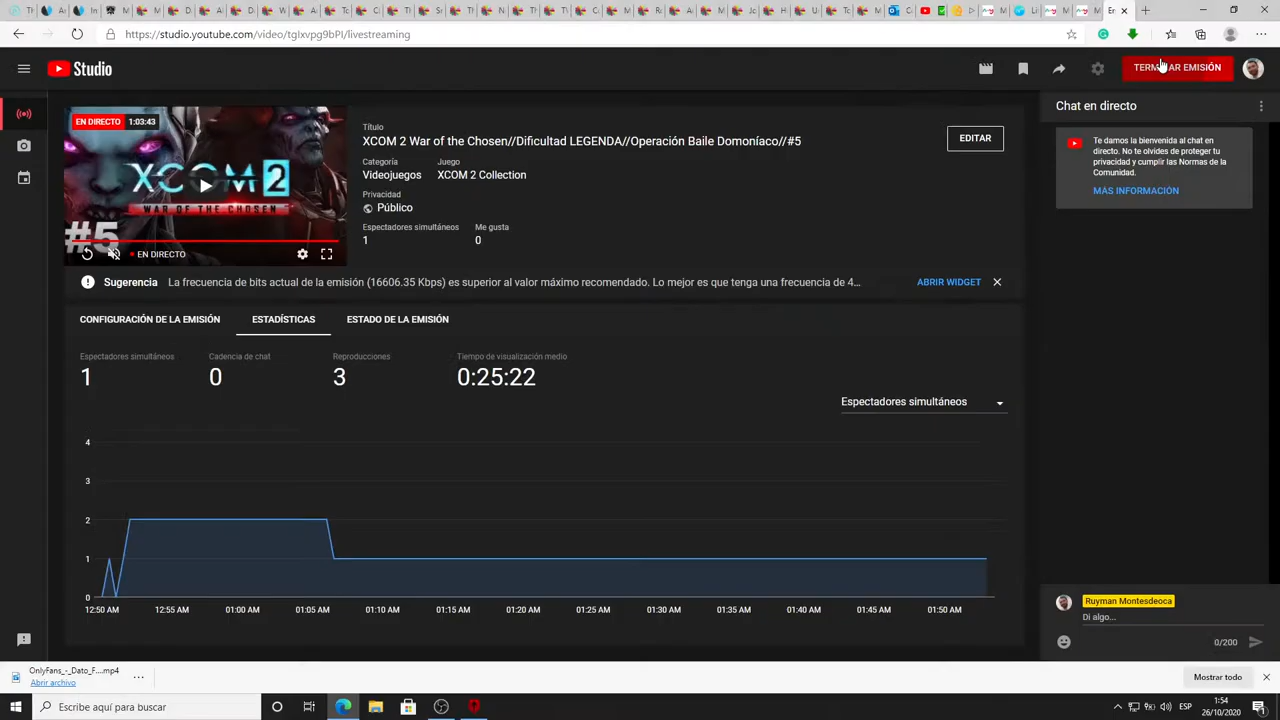 Er
https://studio.youtube.com/video/tgIxvpg9bPI/livestreaming
Studio
TERMINAR EMISIÓN
EN DIRECTO 1:03:43
XCOM 2
WAR OF THE CHOSEN
#5
EN DIRECTO
Título
XCOM 2 War of the Chosen//Dificultad LEGENDA//Operación Baile Domoníaco//#5
EDITAR
Categoría Juego
Videojuegos XCOM 2 Collection
Privacidad
Público
Espectadores simultáneos Me gusta
1 0
Sugerencia La frecuencia de bits actual de la emisión (16606.35 Kbps) es superior al valor máximo recomendado. Lo mejor es que tenga una frecuencia de 4... ABRIR WIDGET
CONFIGURACIÓN DE LA EMISIÓN ESTADÍSTICAS ESTADO DE LA EMISIÓN
Espectadores simultáneos Cadencia de chat Reproducciones Tiempo de visualización medio
1 0 3 0:25:22
Espectadores simultáneos
4
3
2
1
0
12:50 AM 12:55 AM 01:00 AM 01:05 AM 01:10 AM 01:15 AM 01:20 AM 01:25 AM 01:30 AM 01:35 AM 01:40 AM 01:45 AM 01:50 AM
Chat en directo
Te damos la bienvenida al chat en
directo. No te olvides de proteger tu
privacidad y cumplir las Normas de la
Comunidad.
MÁS INFORMACIÓN
Ruyman Montesdeoca
Di algo...
0/200
OnlyFans_-_Dato_F....mp4
Abrir archivo
Mostrar todo
Escribe aquí para buscar
ESP
1:54
26/10/2020